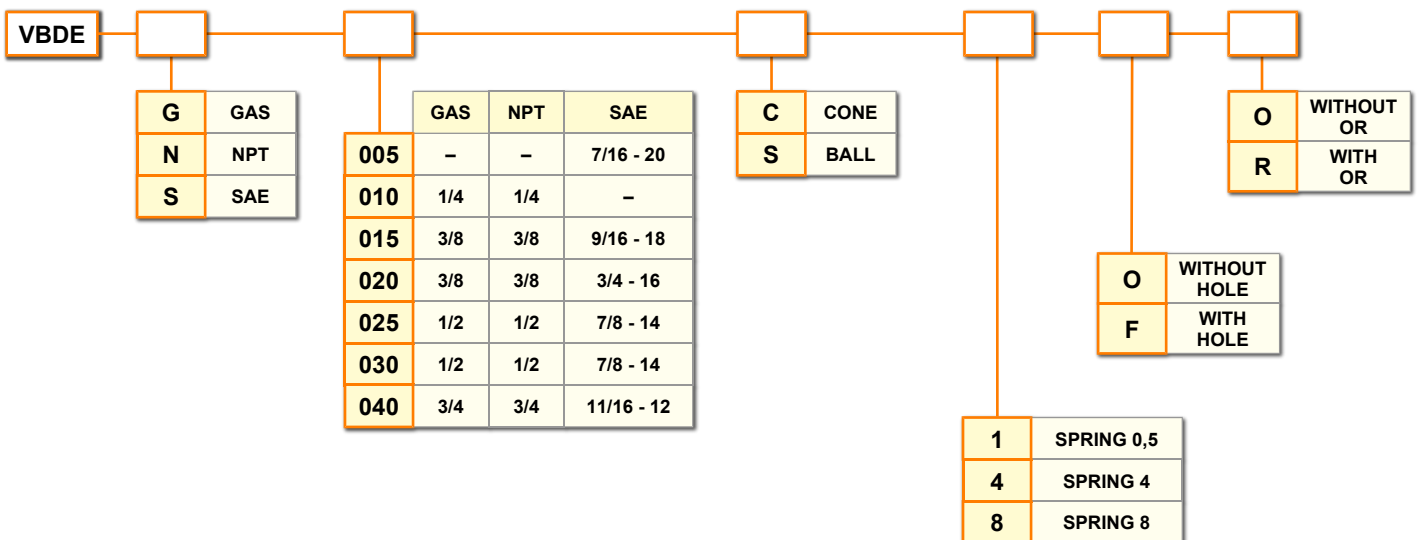 VBDE
G GAS
N NPT
S SAE
GAS NPT SAE
005 – – 7/16 - 20
010 1/4 1/4 –
015 3/8 3/8 9/16 - 18
020 3/8 3/8 3/4 - 16
025 1/2 1/2 7/8 - 14
030 1/2 1/2 7/8 - 14
040 3/4 3/4 11/16 - 12
C CONE
S BALL
1 SPRING 0,5
4 SPRING 4
8 SPRING 8
O WITHOUT
HOLE
F WITH
HOLE
O WITHOUT
OR
R WITH
OR